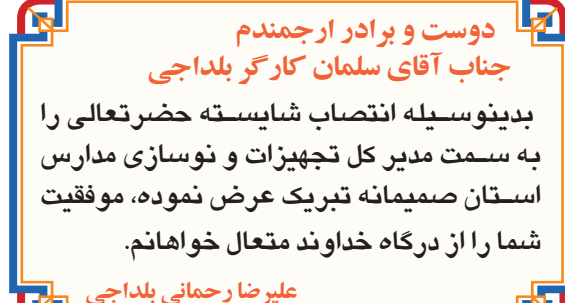 دوست و برادر ارجمندم
جناب آقای سلمان کارگر بلداجی
بدینوسیله انتصاب شایسته حضرتعالی را
به سمت مدیر کل تجهیزات و نوسازی مدارس
استان صمیمانه تبریک عرض نموده، موفقیت
شما را از درگاه خداوند متعال خواهانم.
علیرضا رحمانی بلداجی